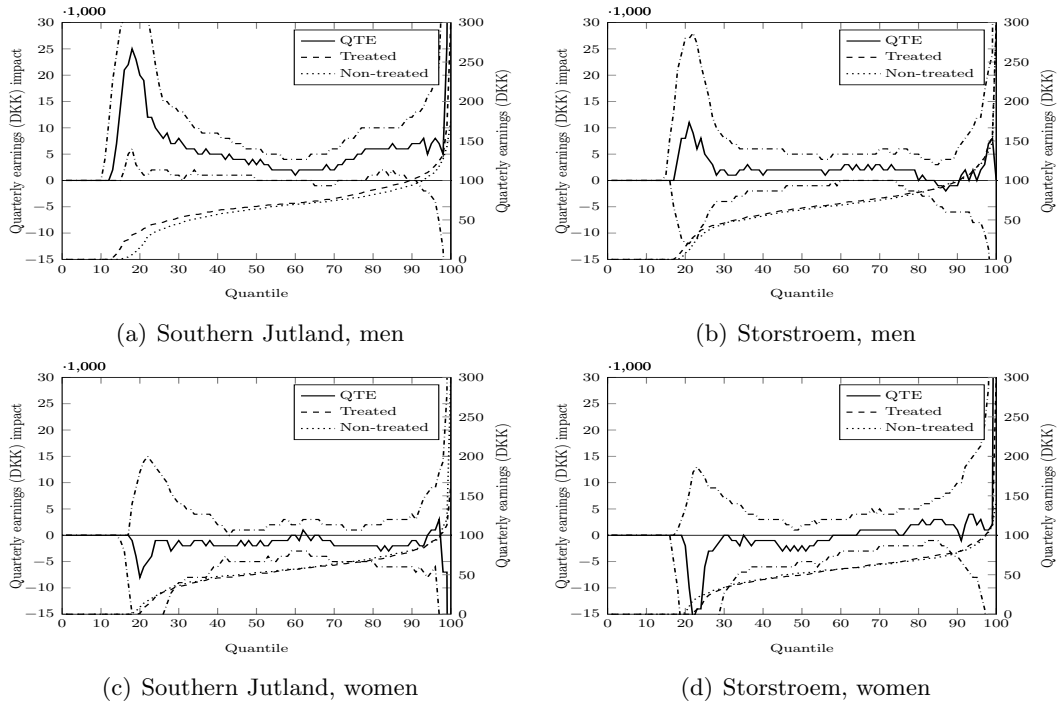 ·1,000
30
25
20
15
10
5
0
−5
−10
−15
300
250
200
150
100
50
0
0 10 20 30 40 50 60 70 80 90 100
Quarterly earnings (DKK) impact
Quarterly earnings (DKK)
QTE
Treated
Non-treated
Quantile
(a) Southern Jutland, men
·1,000
30
25
20
15
10
5
0
−5
−10
−15
300
250
200
150
100
50
0
0 10 20 30 40 50 60 70 80 90 100
Quarterly earnings (DKK) impact
Quarterly earnings (DKK)
QTE
Treated
Non-treated
Quantile
(b) Storstroem, men
·1,000
30
25
20
15
10
5
0
−5
−10
−15
300
250
200
150
100
50
0
0 10 20 30 40 50 60 70 80 90 100
Quarterly earnings (DKK) impact
Quarterly earnings (DKK)
QTE
Treated
Non-treated
Quantile
(c) Southern Jutland, women
·1,000
30
25
20
15
10
5
0
−5
−10
−15
300
250
200
150
100
50
0
0 10 20 30 40 50 60 70 80 90 100
Quarterly earnings (DKK) impact
Quarterly earnings (DKK)
QTE
Treated
Non-treated
Quantile
(d) Storstroem, women